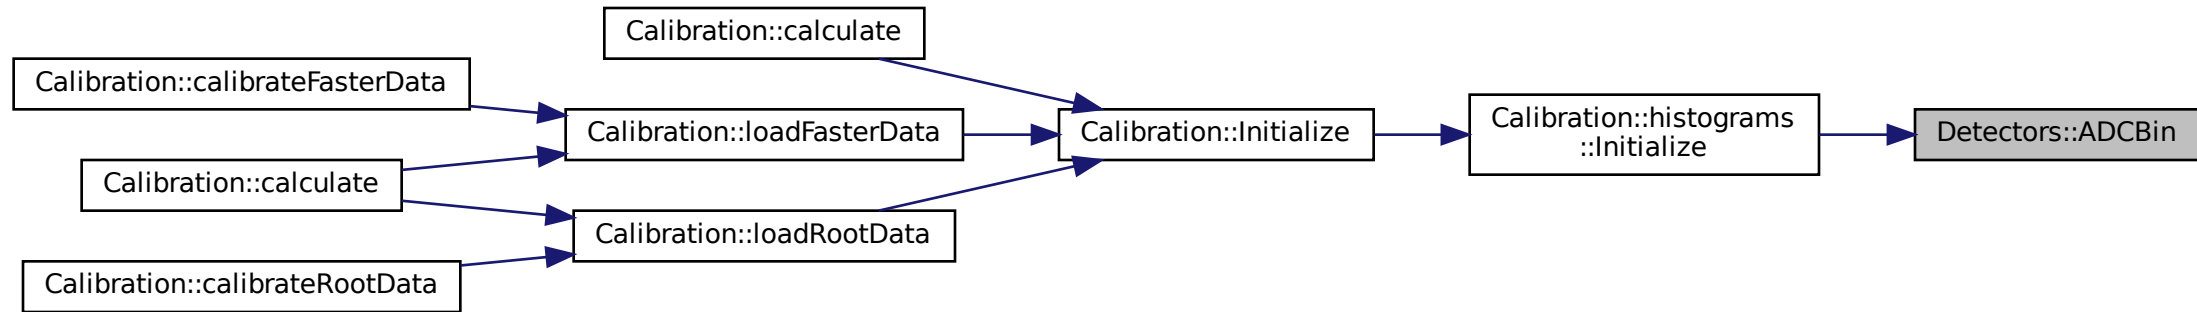 Calibration::calculate
Calibration::calibrateFasterData
Calibration::loadFasterData
Calibration::Initialize
Calibration::histograms
::Initialize
Detectors::ADCBin
Calibration::calculate
Calibration::loadRootData
Calibration::calibrateRootData